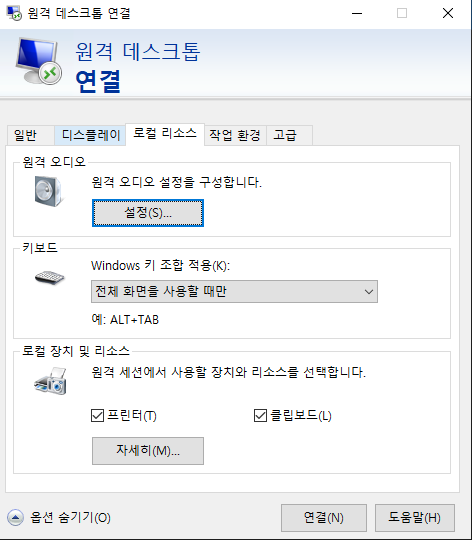 원격 데스크톱 연결
원격 데스크톱
연결
일반 디스플레이 로컬 리소스 작업 환경 고급
원격 오디오
원격 오디오 설정을 구성합니다.
설정(S)...
키보드
Windows 키 조합 적용(K):
전체 화면을 사용할 때만
예: ALT+TAB
로컬 장치 및 리소스
원격 세션에서 사용할 장치와 리소스를 선택합니다.
프린터(T) 클립보드(L)
자세히(M)...
옵션 숨기기(O) 연결(N) 도움말(H)